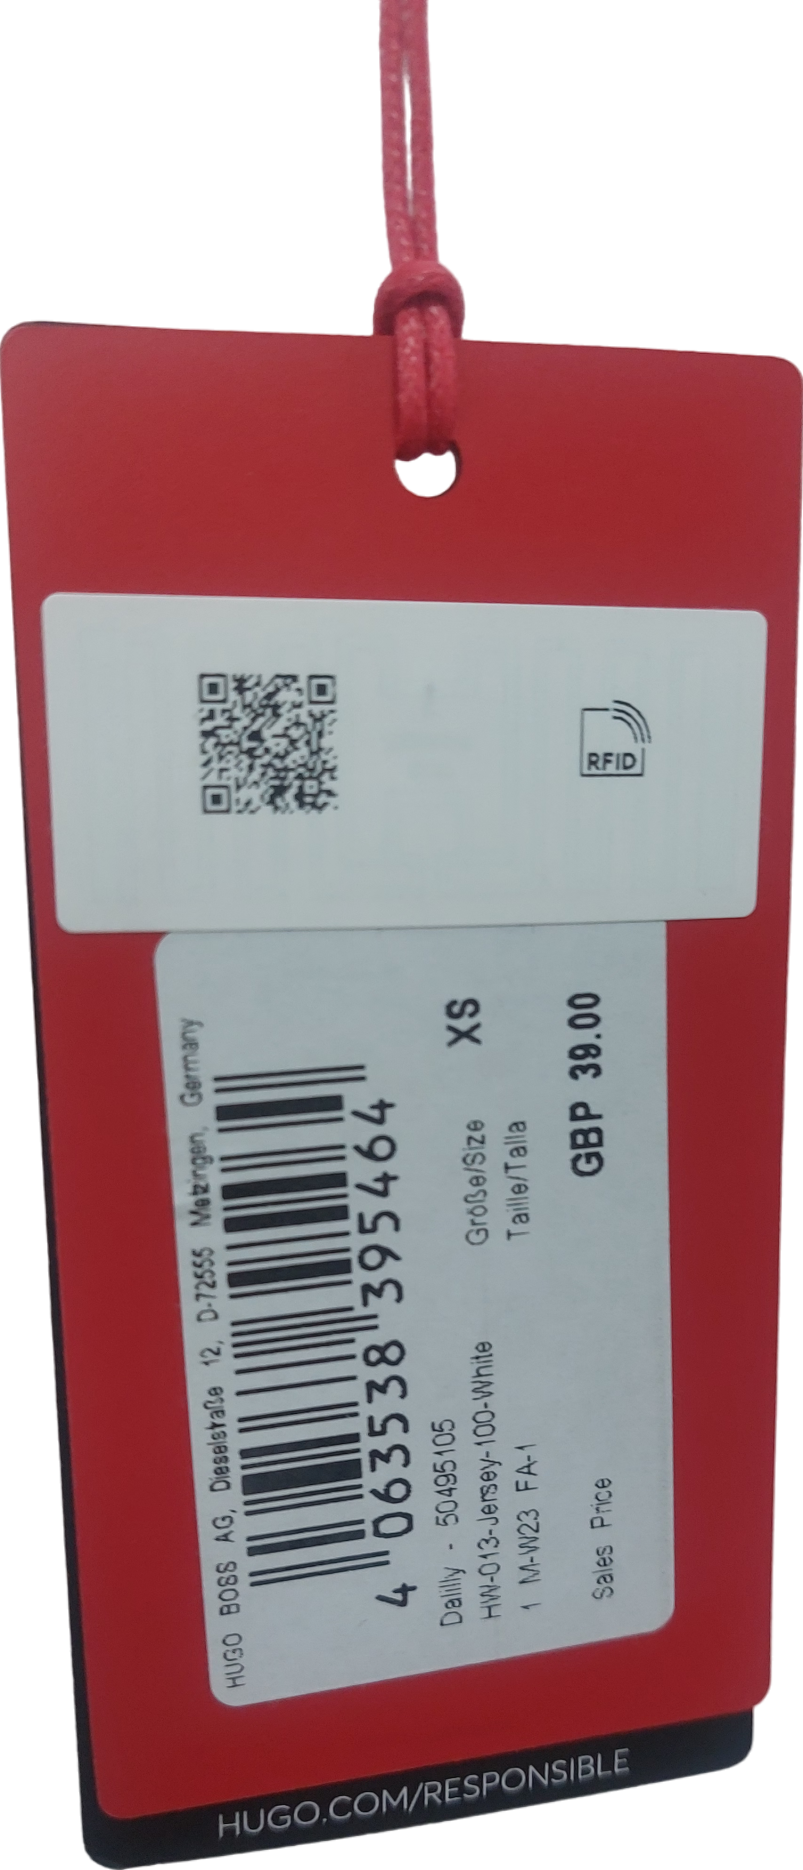 RFID
HUGO BOSS AG, Dieselstraße 12, D-72555 Metzingen, Germany
4 063538 395464
Dalilly - 50495105
HW-013-Jersey-100-White Größe/Size XS
1 M-W23 FA-1 Taille/Talla
Sales Price GBP 39.00
HUGO.COM/RESPONSIBLE